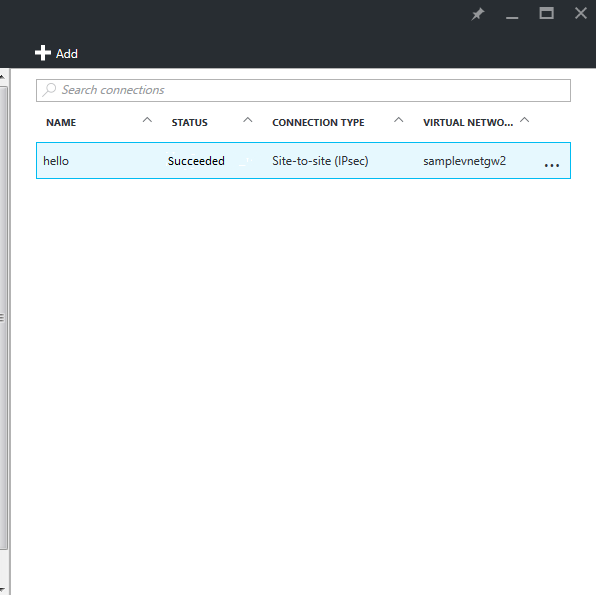 Add
Search connections
NAME STATUS CONNECTION TYPE VIRTUAL NETWO...
hello Succeeded Site-to-site (IPsec) samplevnetgw2 ...